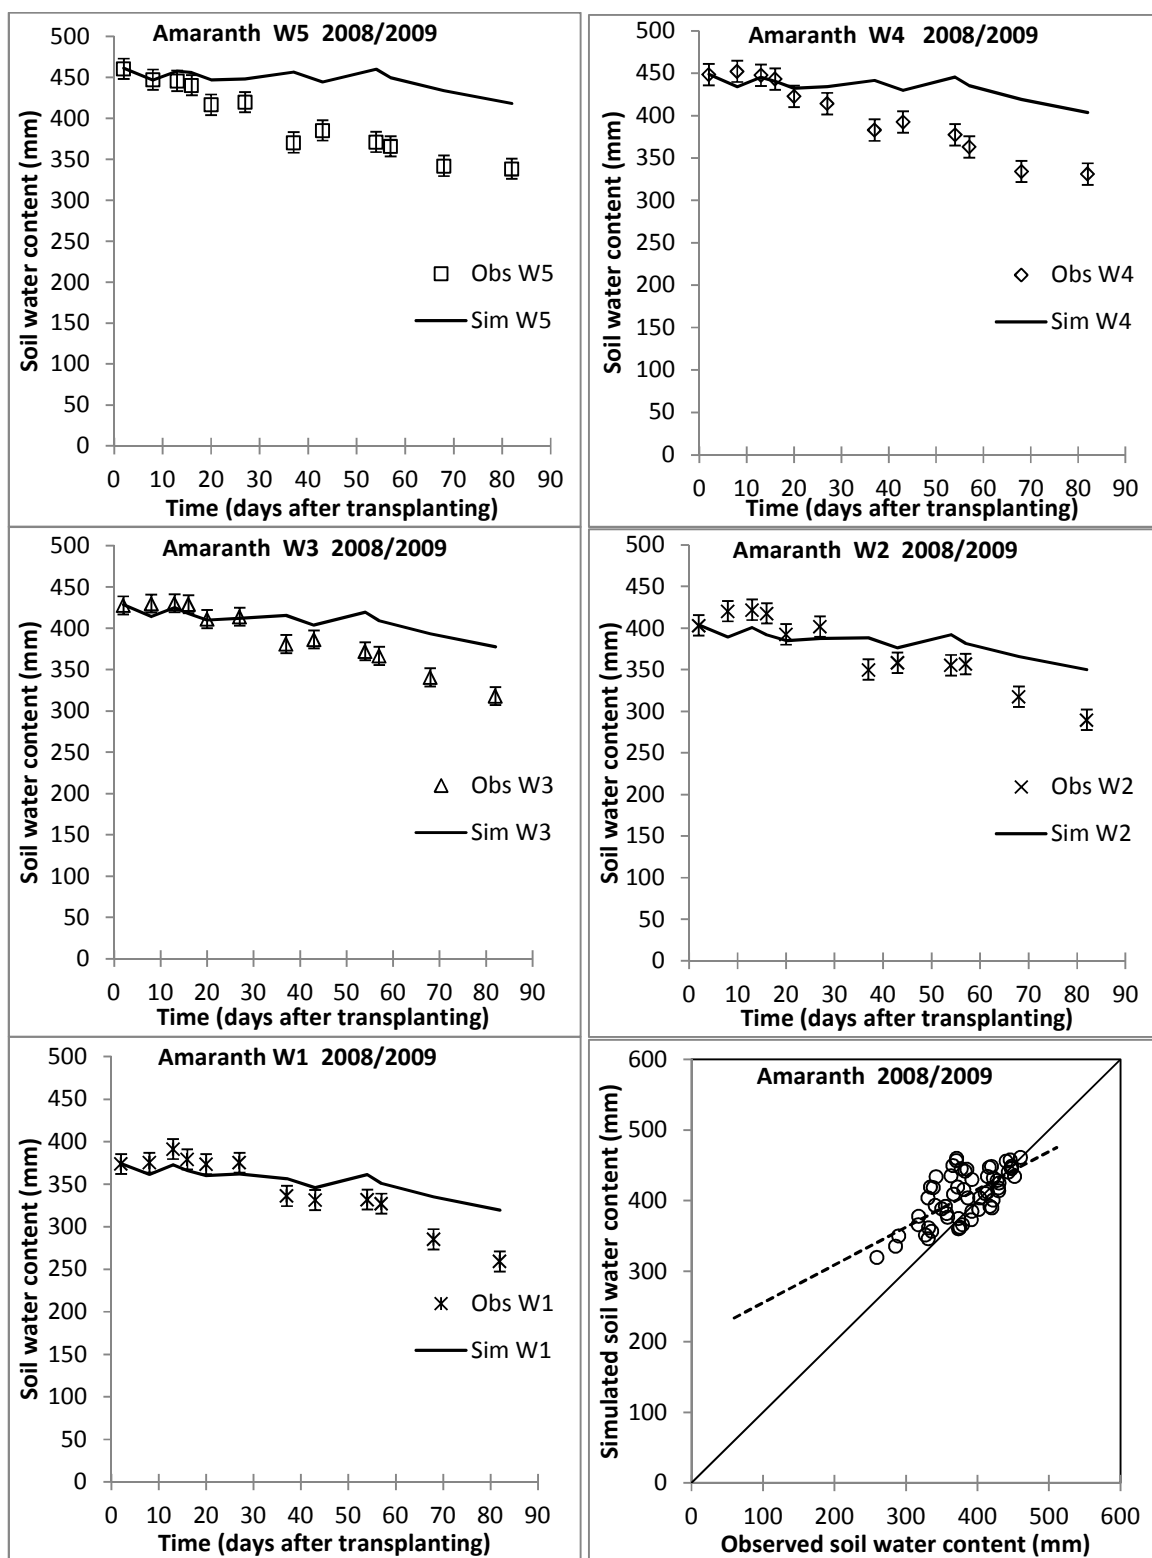 Amaranth W5 2008/2009
Soil water content (mm)
500
450
400
350
300
250
200
150
100
50
0
Obs W5
Sim W5
0 10 20 30 40 50 60 70 80 90
Time (days after transplanting)
Amaranth W4 2008/2009
Soil water content (mm)
500
450
400
350
300
250
200
150
100
50
0
Obs W4
Sim W4
0 10 20 30 40 50 60 70 80 90
Time (days after transplanting)
Amaranth W3 2008/2009
Soil water content (mm)
500
450
400
350
300
250
200
150
100
50
0
Obs W3
Sim W3
0 10 20 30 40 50 60 70 80 90
Time (days after transplanting)
Amaranth W2 2008/2009
Soil water content (mm)
500
450
400
350
300
250
200
150
100
50
0
Obs W2
Sim W2
0 10 20 30 40 50 60 70 80 90
Time (days after transplanting)
Amaranth W1 2008/2009
Soil water content (mm)
500
450
400
350
300
250
200
150
100
50
0
Obs W1
Sim W1
0 10 20 30 40 50 60 70 80 90
Time (days after transplanting)
Amaranth 2008/2009
Simulated soil water content (mm)
600
500
400
300
200
100
0
0 100 200 300 400 500 600
Observed soil water content (mm)